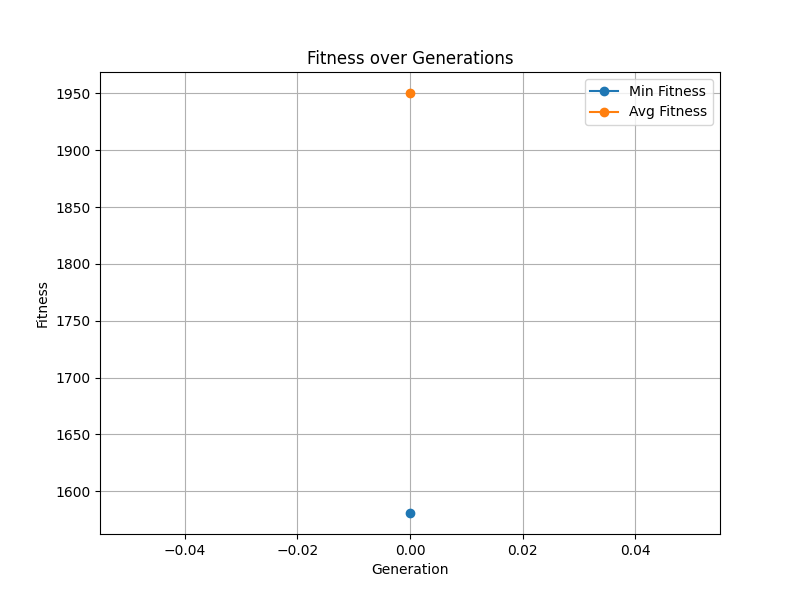 Fitness over Generations
Min Fitness
Avg Fitness
1950
1900
1850
1800
1750
1700
1650
1600
Fitness
−0.04 −0.02 0.00 0.02 0.04
Generation